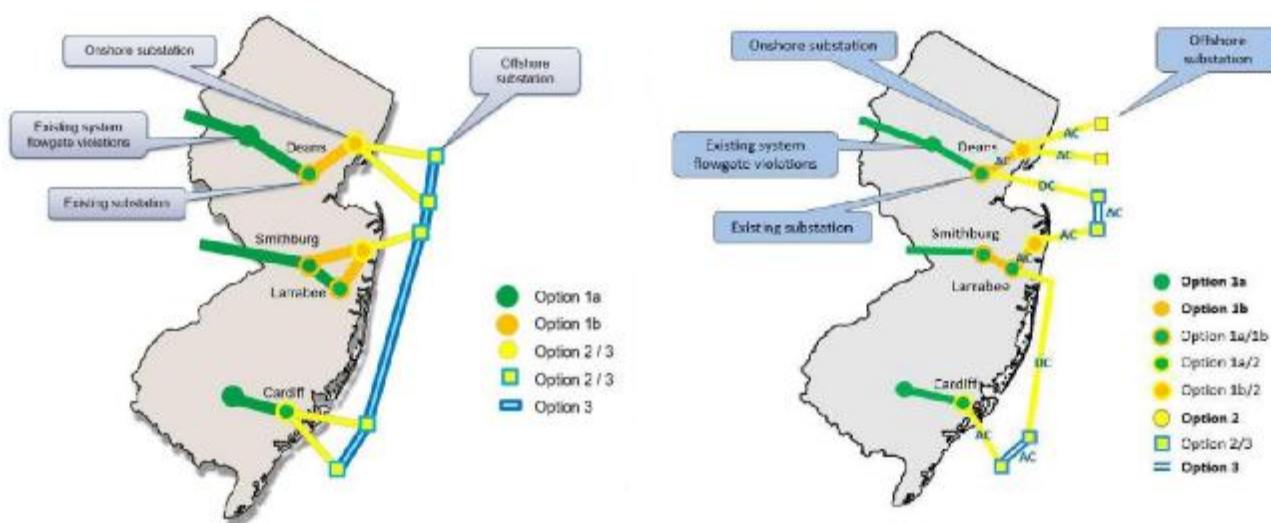 Onshore substation
Offshore
substation
Existing system
flowgate violations
Deans
Existing substation
Smithburg
Larrabee
Cardiff
Option 1a
Option 1b
Option 2 / 3
Option 2 / 3
Option 3
Onshore substation
Offshore
substation
AC
AC
Existing system
flowgate violations
Deans
AC
DC
AC
Existing substation
Smithburg
AC
AC
Larrabee
DC
Cardiff
AC
AC
Option 1a
Option 1b
Option 1a/1b
Option 1a/2
Option 1b/2
Option 2
Option 2/3
Option 3